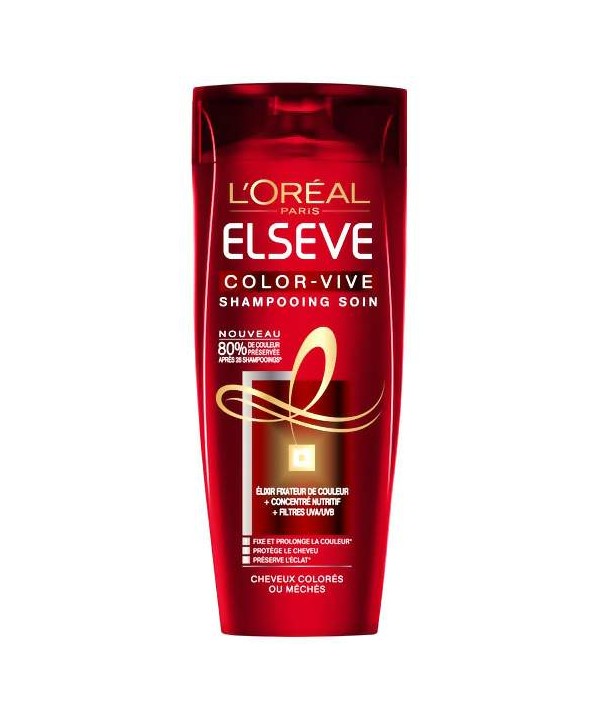 L'ORÉAL
PARIS
ELSEVE
COLOR-VIVE
SHAMPOOING SOIN
NOUVEAU
80% DE COULEUR
PRÉSERVÉE
APRÈS 25 SHAMPOOINGS*
ÉLIXIR FIXATEUR DE COULEUR
+ CONCENTRÉ NUTRITIF
+ FILTRES UVA/UVB
FIXE ET PROLONGE LA COULEUR*
PROTÈGE LE CHEVEU
PRÉSERVE L'ÉCLAT*
CHEVEUX COLORÉS
OU MÉCHÉS